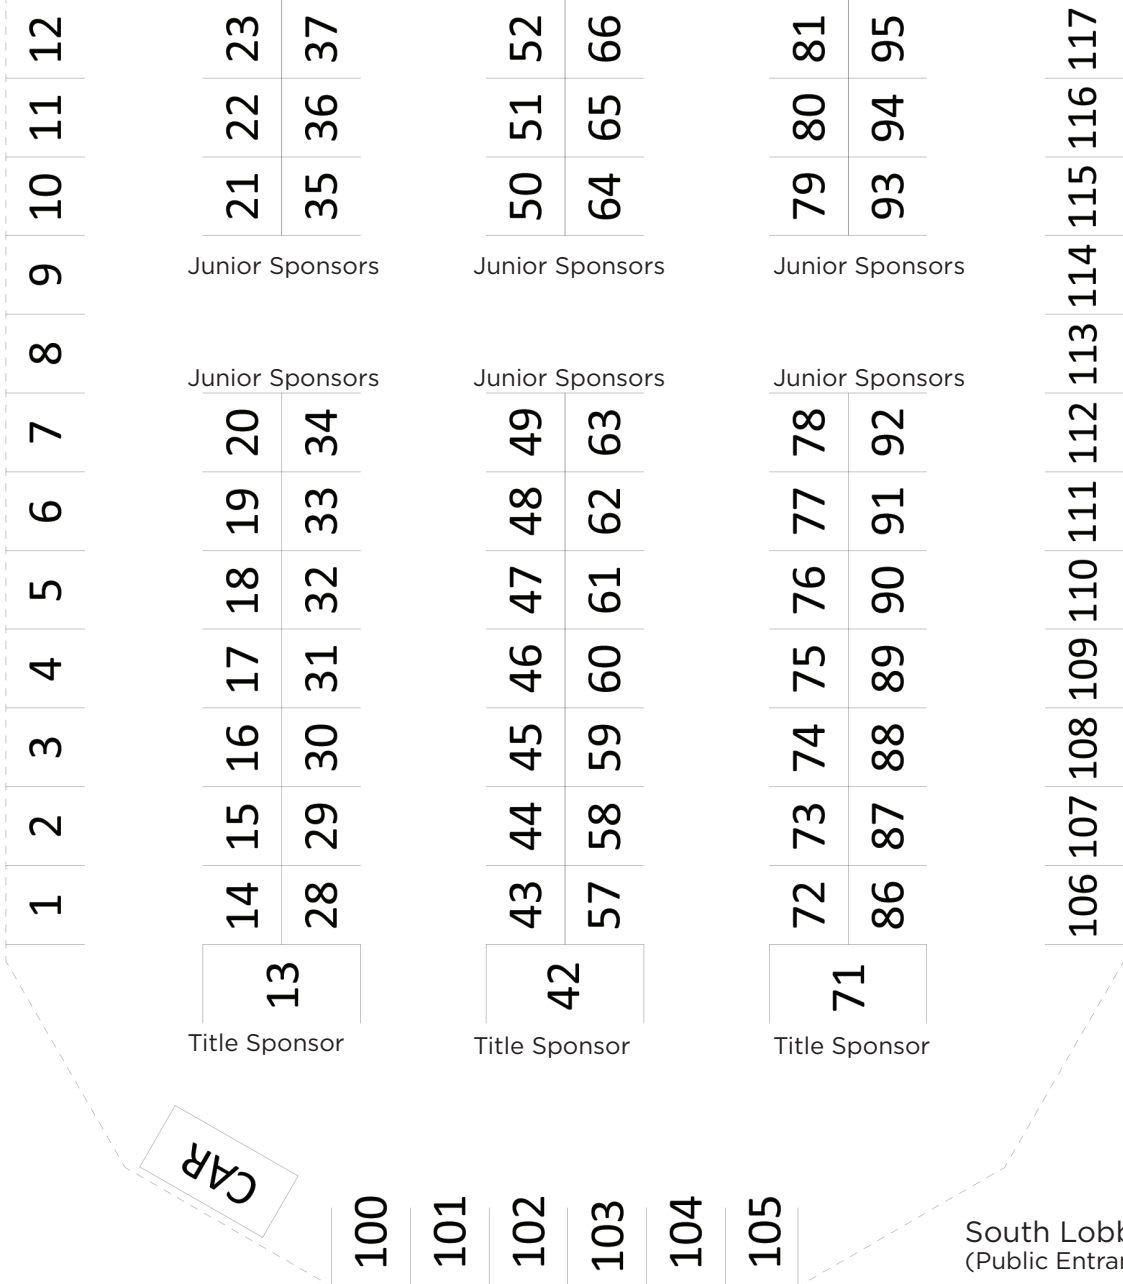 12 23 37 52 66 81 95 117
11 22 36 51 65 80 94 116
10 21 35 50 64 79 93 115
Junior Sponsors Junior Sponsors Junior Sponsors
9 114
8 113
Junior Sponsors Junior Sponsors Junior Sponsors
7 20 34 49 63 78 92 112
6 19 33 48 62 77 91 111
5 18 32 47 61 76 90 110
4 17 31 46 60 75 89 109
3 16 30 45 59 74 88 108
2 15 29 44 58 73 87 107
1 14 28 43 57 72 86 106
13 42 71
Title Sponsor Title Sponsor Title Sponsor
CAR
100 101 102 103 104 105
South Lobb
(Public Entran